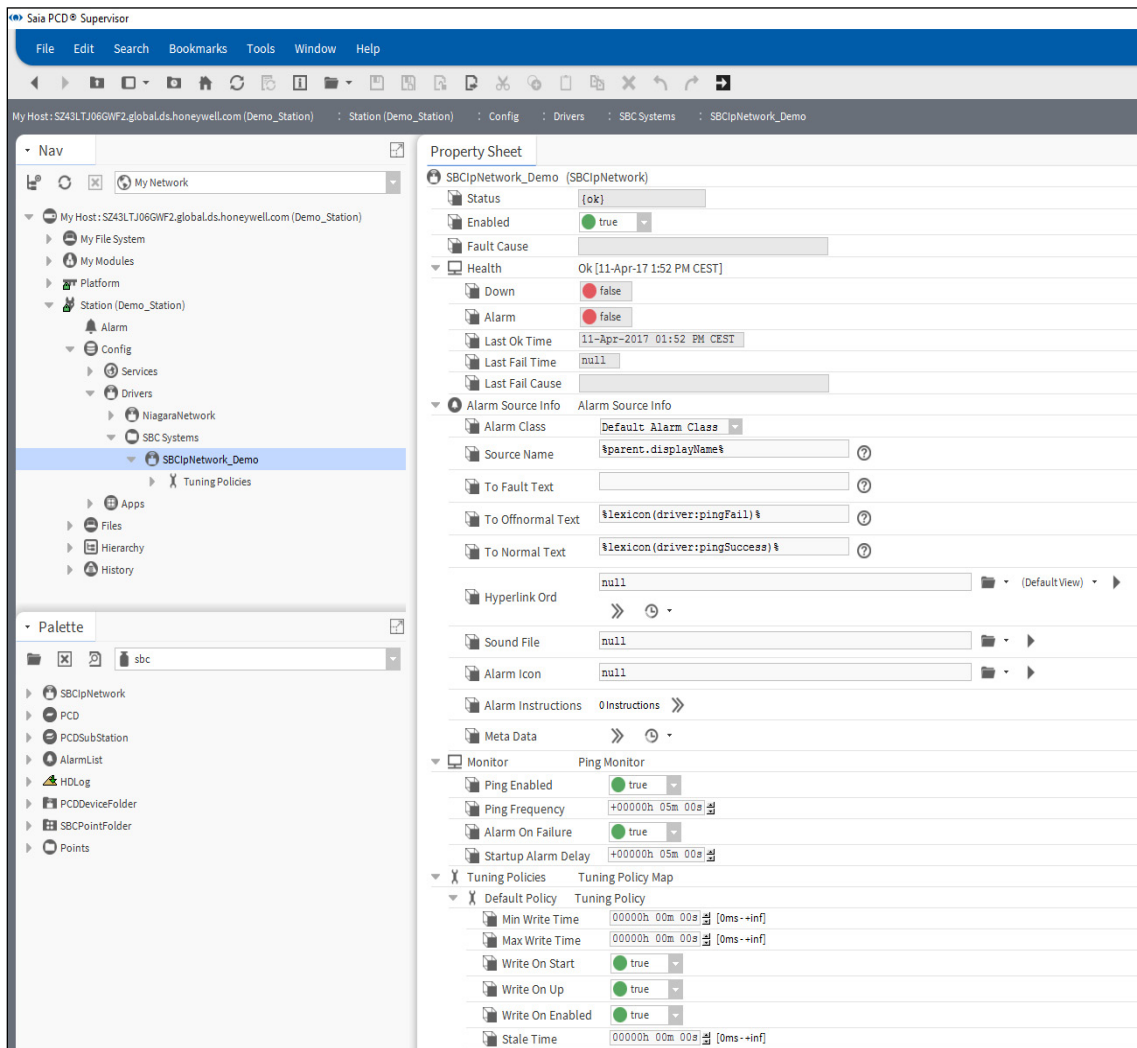 Saia PCD® Supervisor
File Edit Search Bookmarks Tools Window Help
My Host : SZ43LTJ06GWF2.global.ds.honeywell.com (Demo_Station) : Station (Demo_Station) : Config : Drivers : SBC Systems : SBCIpNetwork_Demo
Nav
My Network
My Host : SZ43LTJ06GWF2.global.ds.honeywell.com (Demo_Station)
My File System
My Modules
Platform
Station (Demo_Station)
Alarm
Config
Services
Drivers
NiagaraNetwork
SBC Systems
SBCIpNetwork_Demo
Tuning Policies
Apps
Files
Hierarchy
History
Palette
sbc
SBCIpNetwork
PCD
PCDSubStation
AlarmList
HDLog
PCDDeviceFolder
SBCPointFolder
Points
Property Sheet
SBCIpNetwork_Demo (SBCIpNetwork)
Status {ok}
Enabled true
Fault Cause
Health Ok [11-Apr-17 1:52 PM CEST]
Down false
Alarm false
Last Ok Time 11-Apr-2017 01:52 PM CEST
Last Fail Time null
Last Fail Cause
Alarm Source Info Alarm Source Info
Alarm Class Default Alarm Class
Source Name %parent.displayName%
To Fault Text
To Offnormal Text %lexicon(driver:pingFail)%
To Normal Text %lexicon(driver:pingSuccess)%
Hyperlink Ord null (Default View)
Sound File null
Alarm Icon null
Alarm Instructions 0 Instructions
Meta Data
Monitor Ping Monitor
Ping Enabled true
Ping Frequency +00000h 05m 00s
Alarm On Failure true
Startup Alarm Delay +00000h 05m 00s
Tuning Policies Tuning Policy Map
Default Policy Tuning Policy
Min Write Time 00000h 00m 00s [0ms-+inf]
Max Write Time 00000h 00m 00s [0ms-+inf]
Write On Start true
Write On Up true
Write On Enabled true
Stale Time 00000h 00m 00s [0ms-+inf]